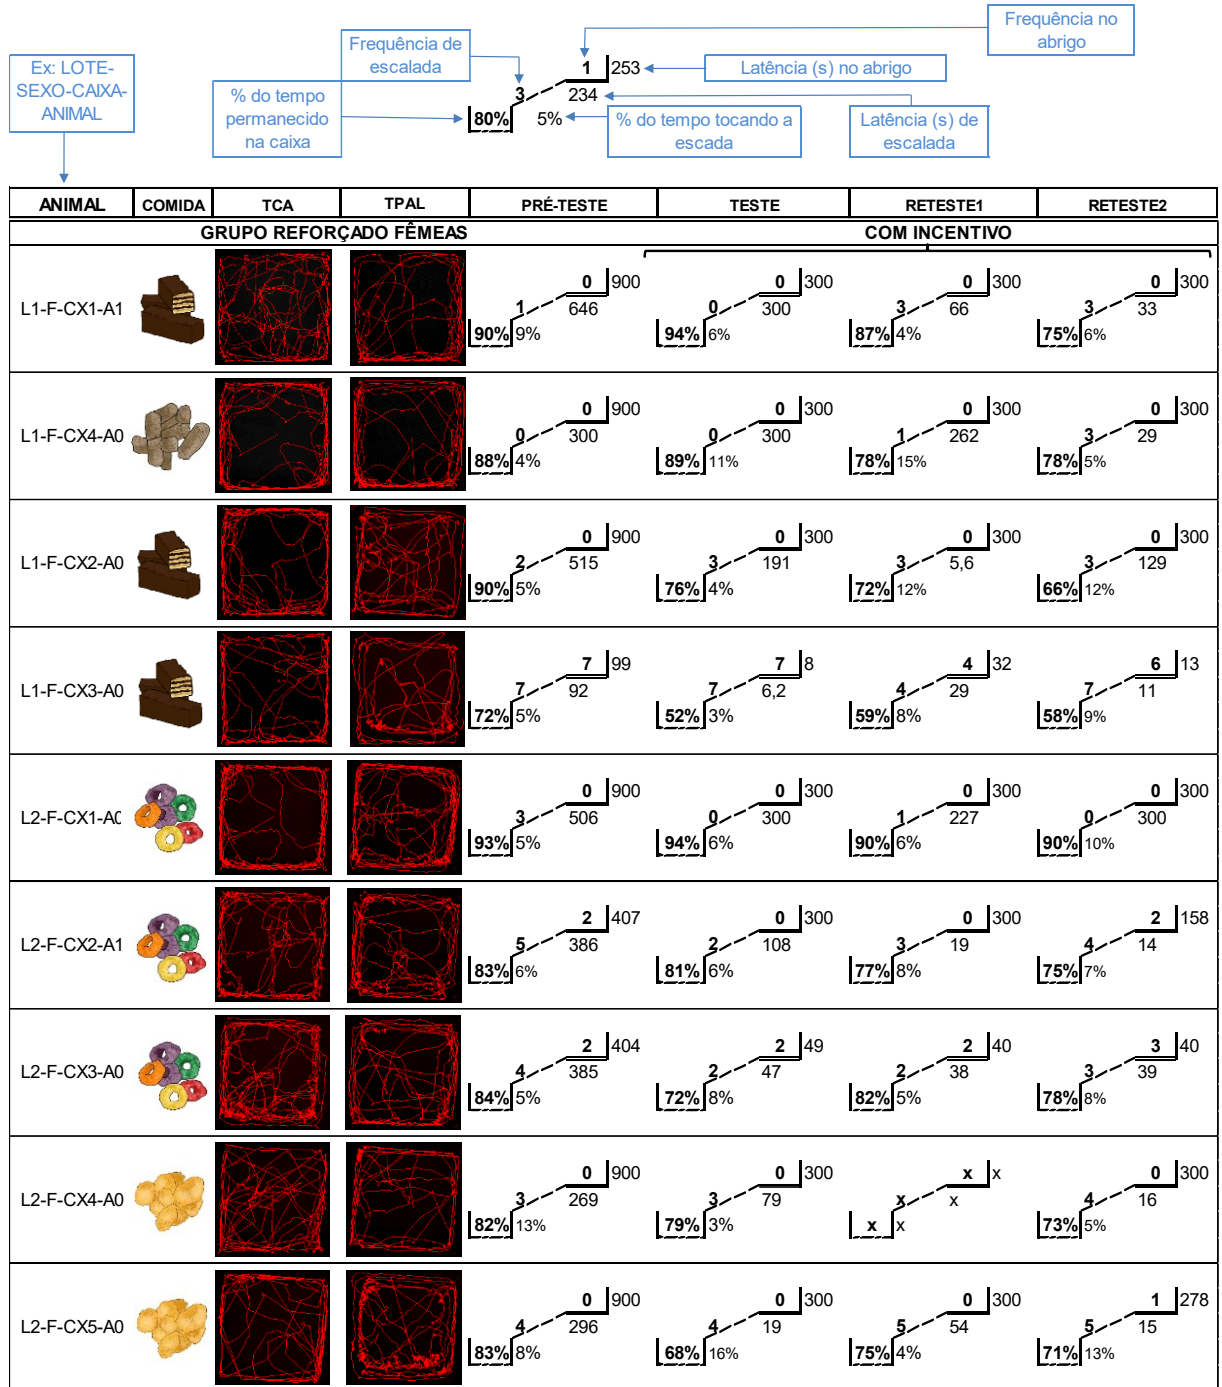 Ex: LOTE-
SEXO-CAIXA-
ANIMAL
Frequência de
escalada
Frequência no
abrigo
% do tempo
permanecido
na caixa
1 253
Latência (s) no abrigo
3 234
80% 5%
% do tempo tocando a
escada
Latência (s) de
escalada
ANIMAL COMIDA TCA TPAL PRÉ-TESTE TESTE RETESTE1 RETESTE2
GRUPO REFORÇADO FÊMEAS COM INCENTIVO
0 900 0 300 0 300 0 300
L1-F-CX1-A1 1 646 0 300 3 66 3 33
90% 9% 94% 6% 87% 4% 75% 6%
0 900 0 300 0 300 0 300
L1-F-CX4-A0 0 300 0 300 1 262 3 29
88% 4% 89% 11% 78% 15% 78% 5%
0 900 0 300 0 300 0 300
L1-F-CX2-A0 2 515 3 191 3 5,6 3 129
90% 5% 76% 4% 72% 12% 66% 12%
7 99 7 8 4 32 6 13
L1-F-CX3-A0 7 92 7 6,2 4 29 7 11
72% 5% 52% 3% 59% 8% 58% 9%
0 900 0 300 0 300 0 300
L2-F-CX1-A0 3 506 0 300 1 227 0 300
93% 5% 94% 6% 90% 6% 90% 10%
2 407 0 300 0 300 2 158
L2-F-CX2-A1 5 386 2 108 3 19 4 14
83% 6% 81% 6% 77% 8% 75% 7%
2 404 2 49 2 40 3 40
L2-F-CX3-A0 4 385 2 47 2 38 3 39
84% 5% 72% 8% 82% 5% 78% 8%
0 900 0 300 x x 0 300
L2-F-CX4-A0 3 269 3 79 x x 4 16
82% 13% 79% 3% x x 73% 5%
0 900 0 300 0 300 1 278
L2-F-CX5-A0 4 296 4 19 5 54 5 15
83% 8% 68% 16% 75% 4% 71% 13%